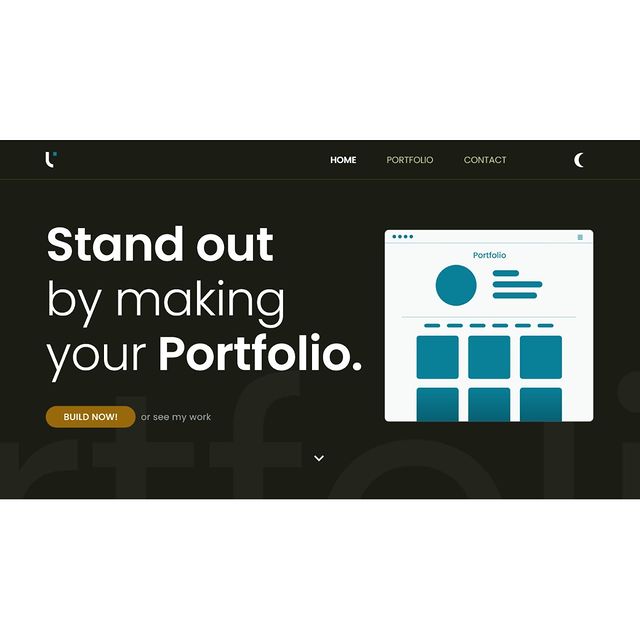 HOME PORTFOLIO CONTACT
Stand out
by making
your Portfolio.
BUILD NOW! or see my work
Portfolio
rtfoli